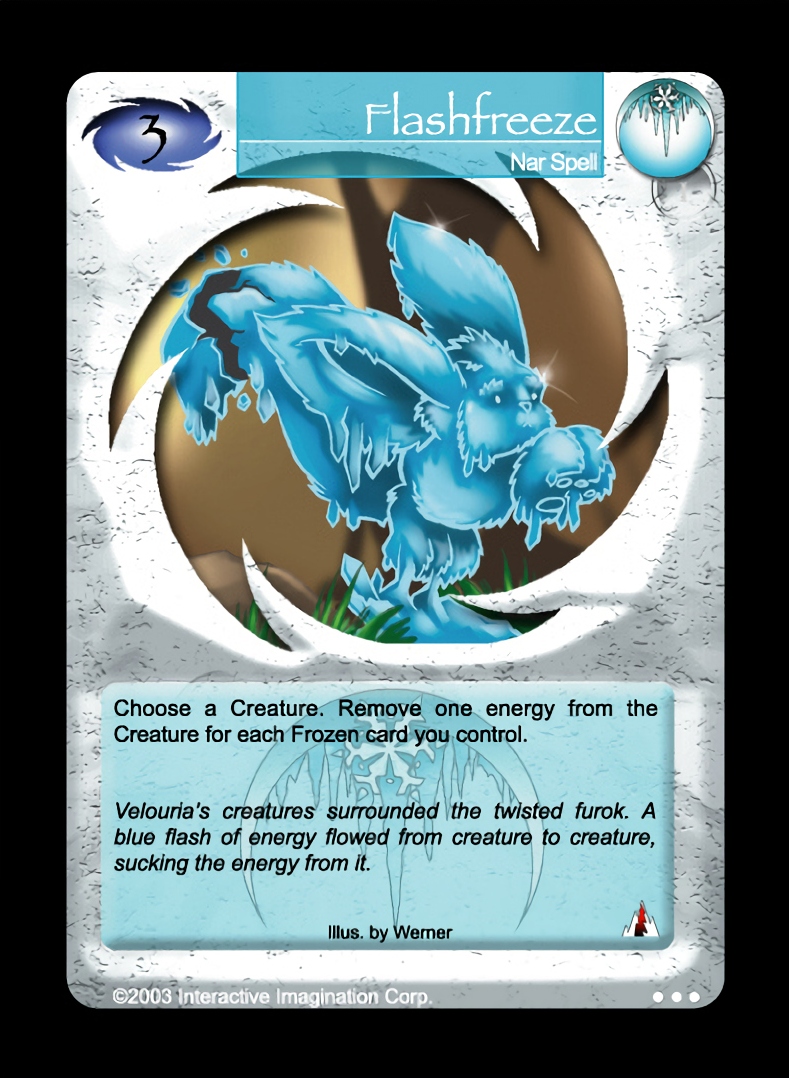 3
Flashfreeze
Nar Spell
Choose a Creature. Remove one energy from the
Creature for each Frozen card you control.
Velouria's creatures surrounded the twisted furok. A
blue flash of energy flowed from creature to creature,
sucking the energy from it.
Illus. by Werner
©2003 Interactive Imagination Corp.